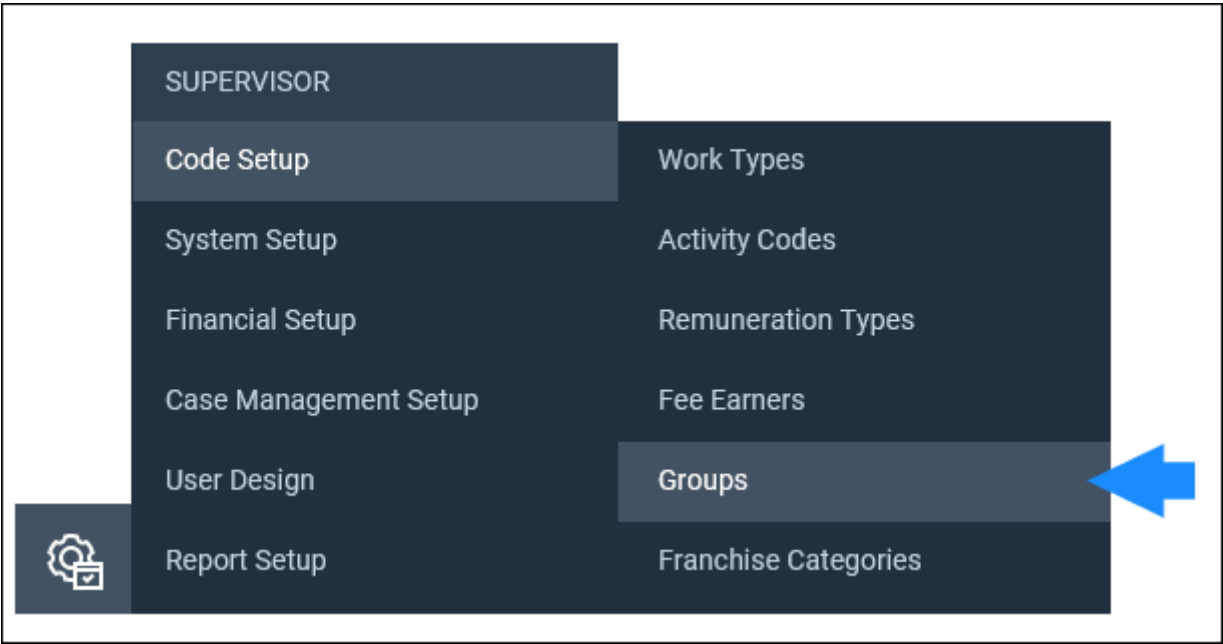 SUPERVISOR
Code Setup
System Setup
Financial Setup
Case Management Setup
User Design
Report Setup
Work Types
Activity Codes
Remuneration Types
Fee Earners
Groups
Franchise Categories